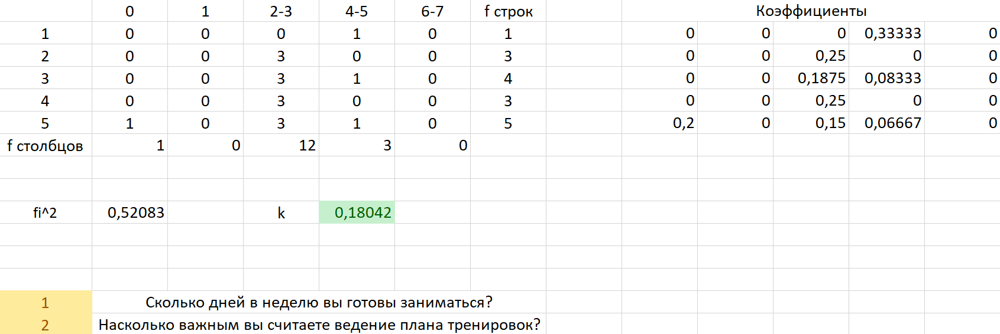 0 1 2-3 4-5 6-7 f строк Коэффициенты
1 0 0 0 1 0 1 0 0 0 0,33333 0
2 0 0 3 0 0 3 0 0 0,25 0 0
3 0 0 3 1 0 4 0 0 0,1875 0,08333 0
4 0 0 3 0 0 3 0 0 0,25 0 0
5 1 0 3 1 0 5 0,2 0 0,15 0,06667 0
f столбцов 1 0 12 3 0
fi^2 0,52083 k 0,18042
1 Сколько дней в неделю вы готовы заниматься?
2 Насколько важным вы считаете ведение плана тренировок?